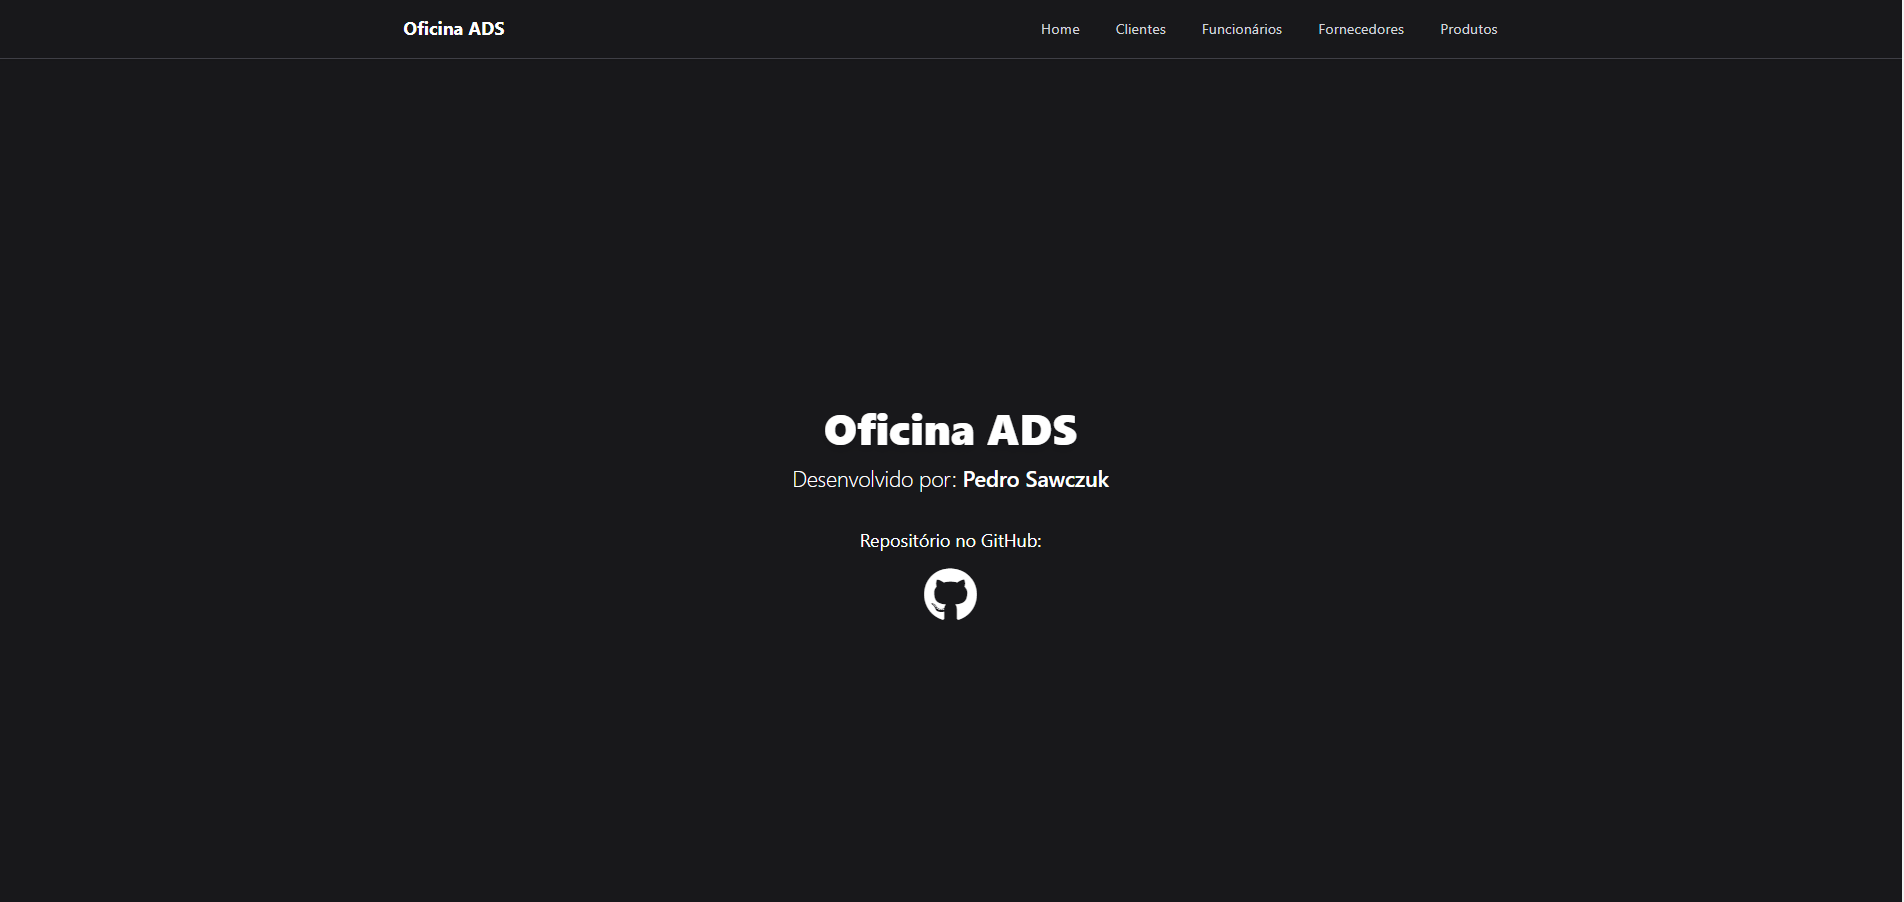 Oficina ADS
Home Clientes Funcionários Fornecedores Produtos
Oficina ADS
Desenvolvido por: Pedro Sawczuk
Repositório no GitHub: